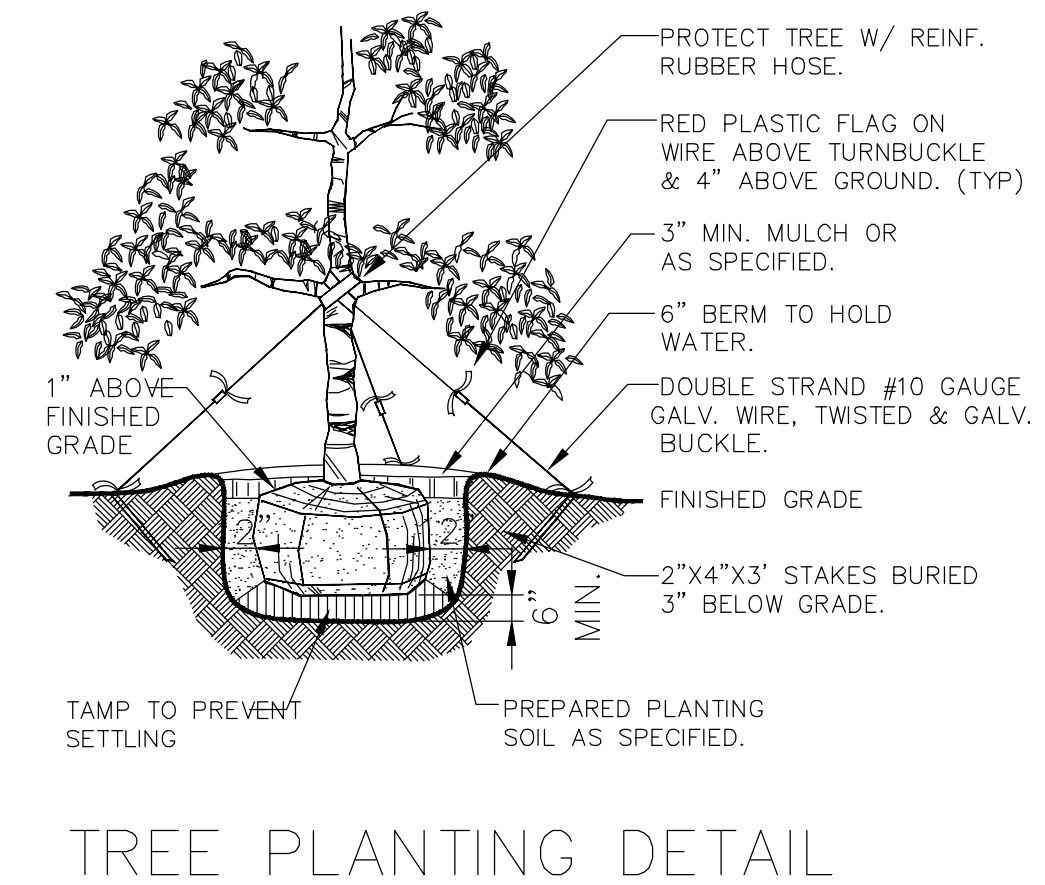 PROTECT TREE W/ REINF.
RUBBER HOSE.
RED PLASTIC FLAG ON
WIRE ABOVE TURNBUCKLE
& 4" ABOVE GROUND. (TYP)
3" MIN. MULCH OR
AS SPECIFIED.
6" BERM TO HOLD
WATER.
1" ABOVE
FINISHED
GRADE
DOUBLE STRAND #10 GAUGE
GALV. WIRE, TWISTED & GALV.
BUCKLE.
FINISHED GRADE
2"
2"
2"X4"X3' STAKES BURIED
3" BELOW GRADE.
6"
MIN.
TAMP TO PREVENT
SETTLING
PREPARED PLANTING
SOIL AS SPECIFIED.
TREE PLANTING DETAIL